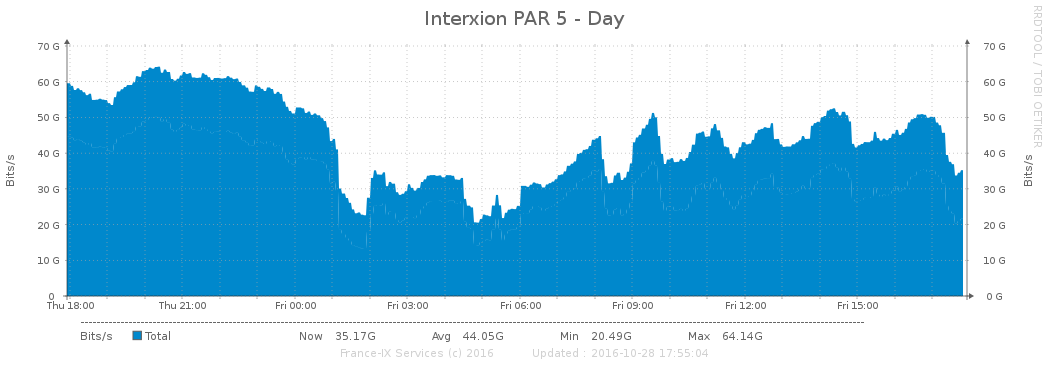 Interxion PAR 5 - Day
RRDTOOL / TOBI OETIKER
Bits/s
70 G 70 G
60 G 60 G
50 G 50 G
40 G 40 G
30 G 30 G
20 G 20 G
10 G 10 G
0 0 G
Bits/s
Thu 18:00 Thu 21:00 Fri 00:00 Fri 03:00 Fri 06:00 Fri 09:00 Fri 12:00 Fri 15:00
Bits/s Total Now 35.17G Avg 44.05G Min 20.49G Max 64.14G
France-IX Services (c) 2016 Updated : 2016-10-28 17:55:04